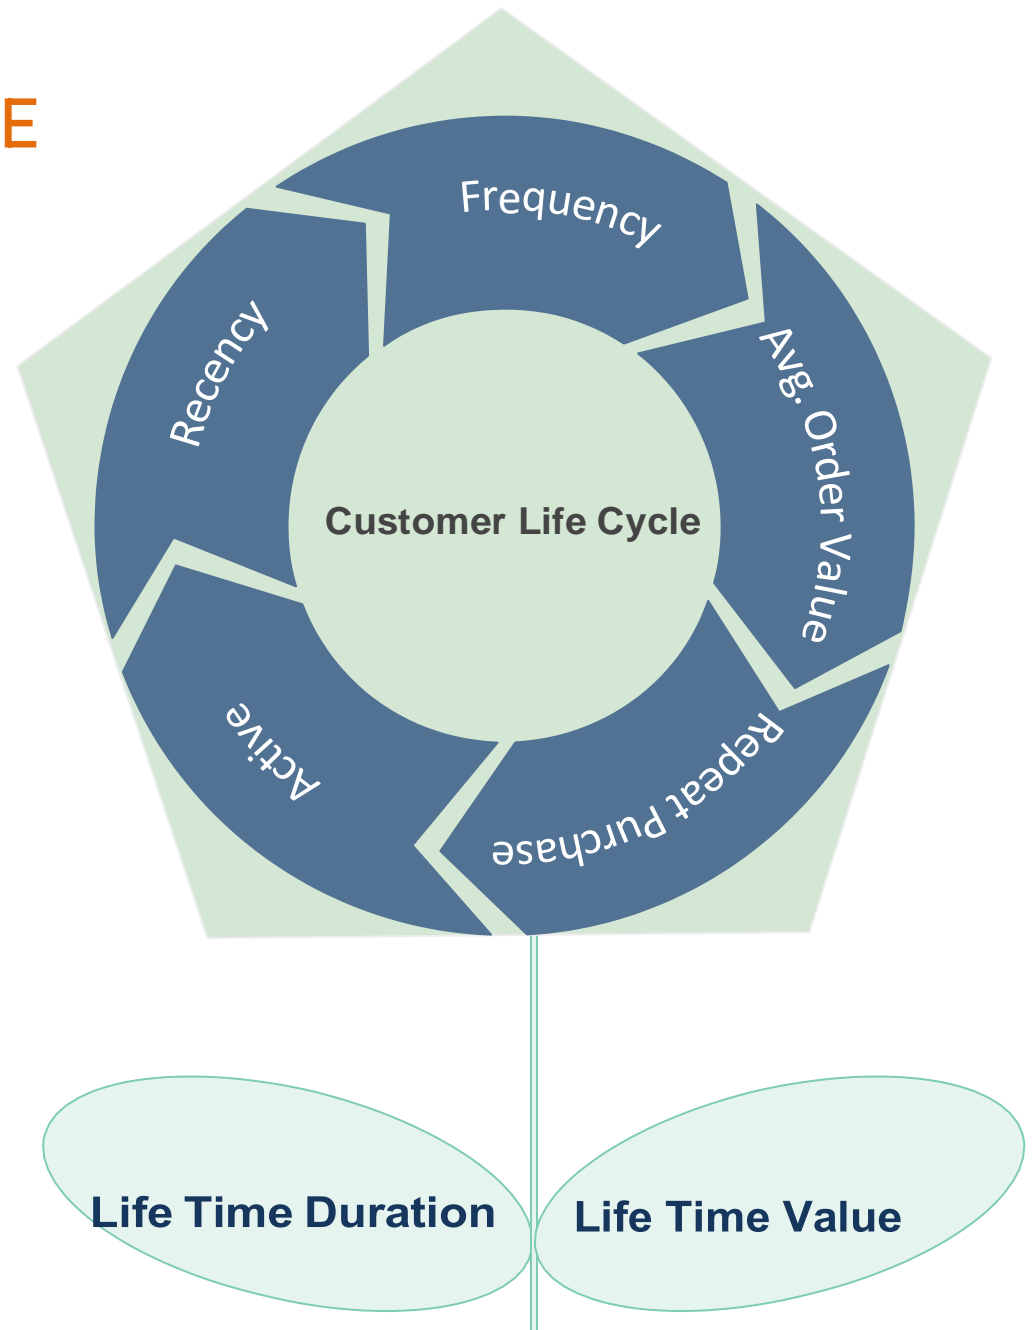 E
Frequency
Recency
Avg. Order Value
Customer Life Cycle
Active
Repeat Purchase
Life Time Duration
Life Time Value